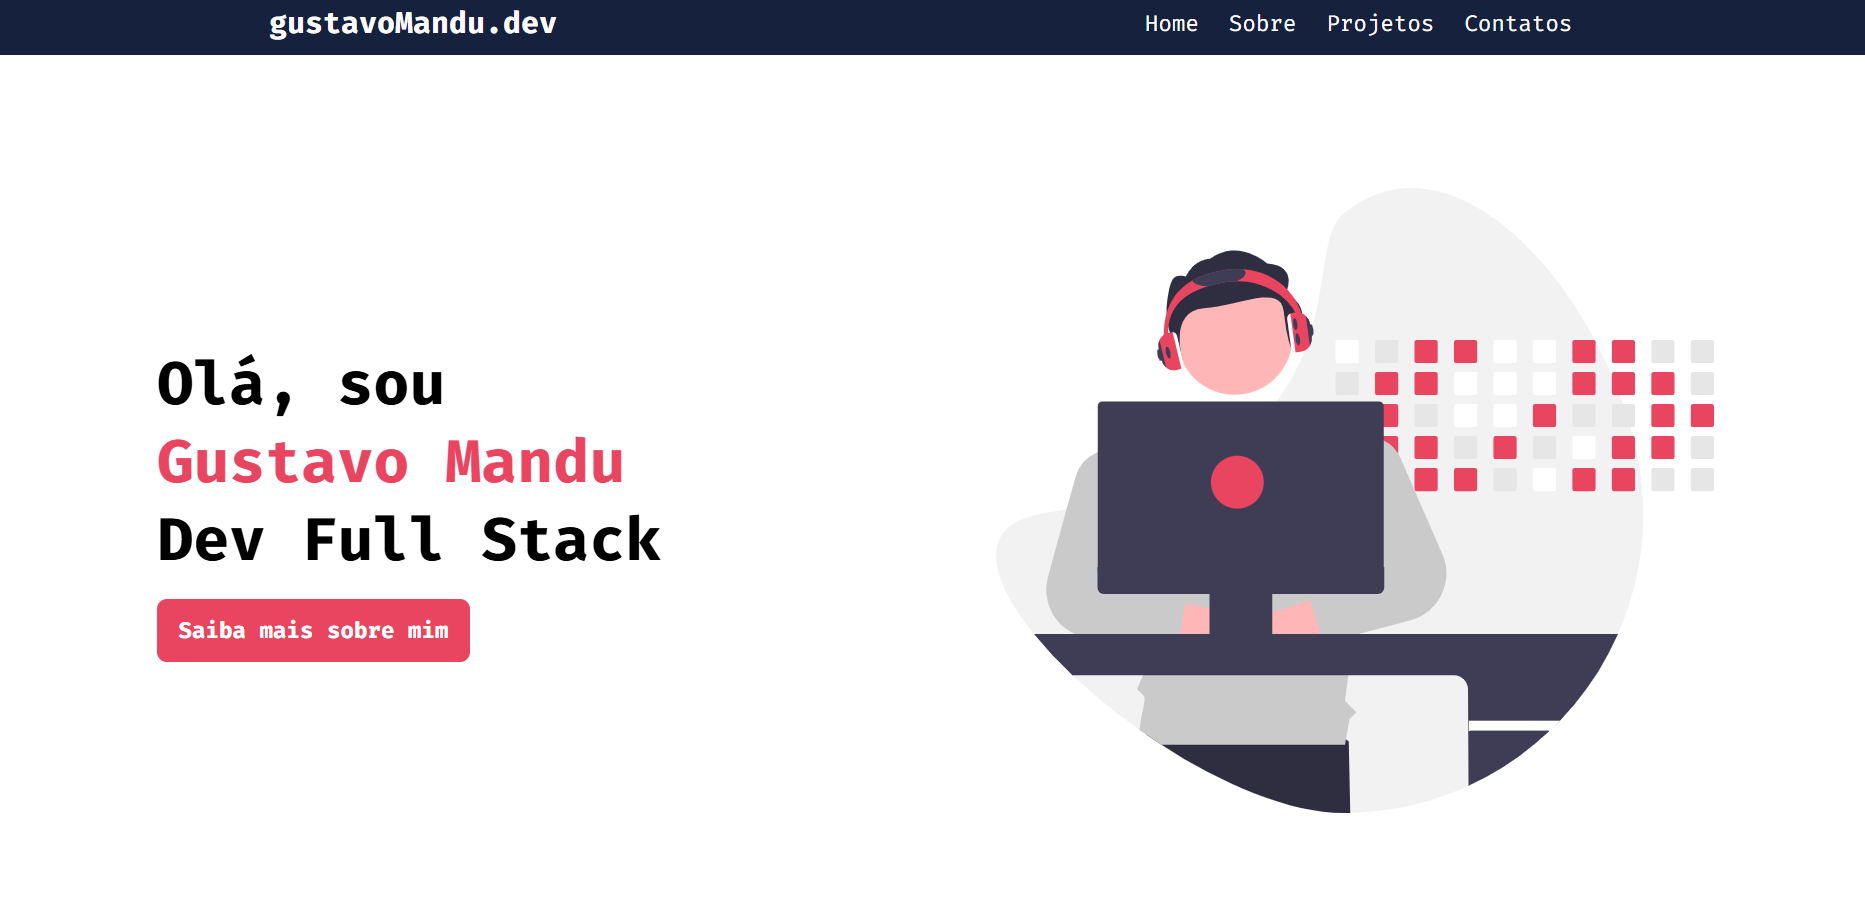 gustavoMandu.dev
Home Sobre Projetos Contatos
Olá, sou
Gustavo Mandu
Dev Full Stack
Saiba mais sobre mim